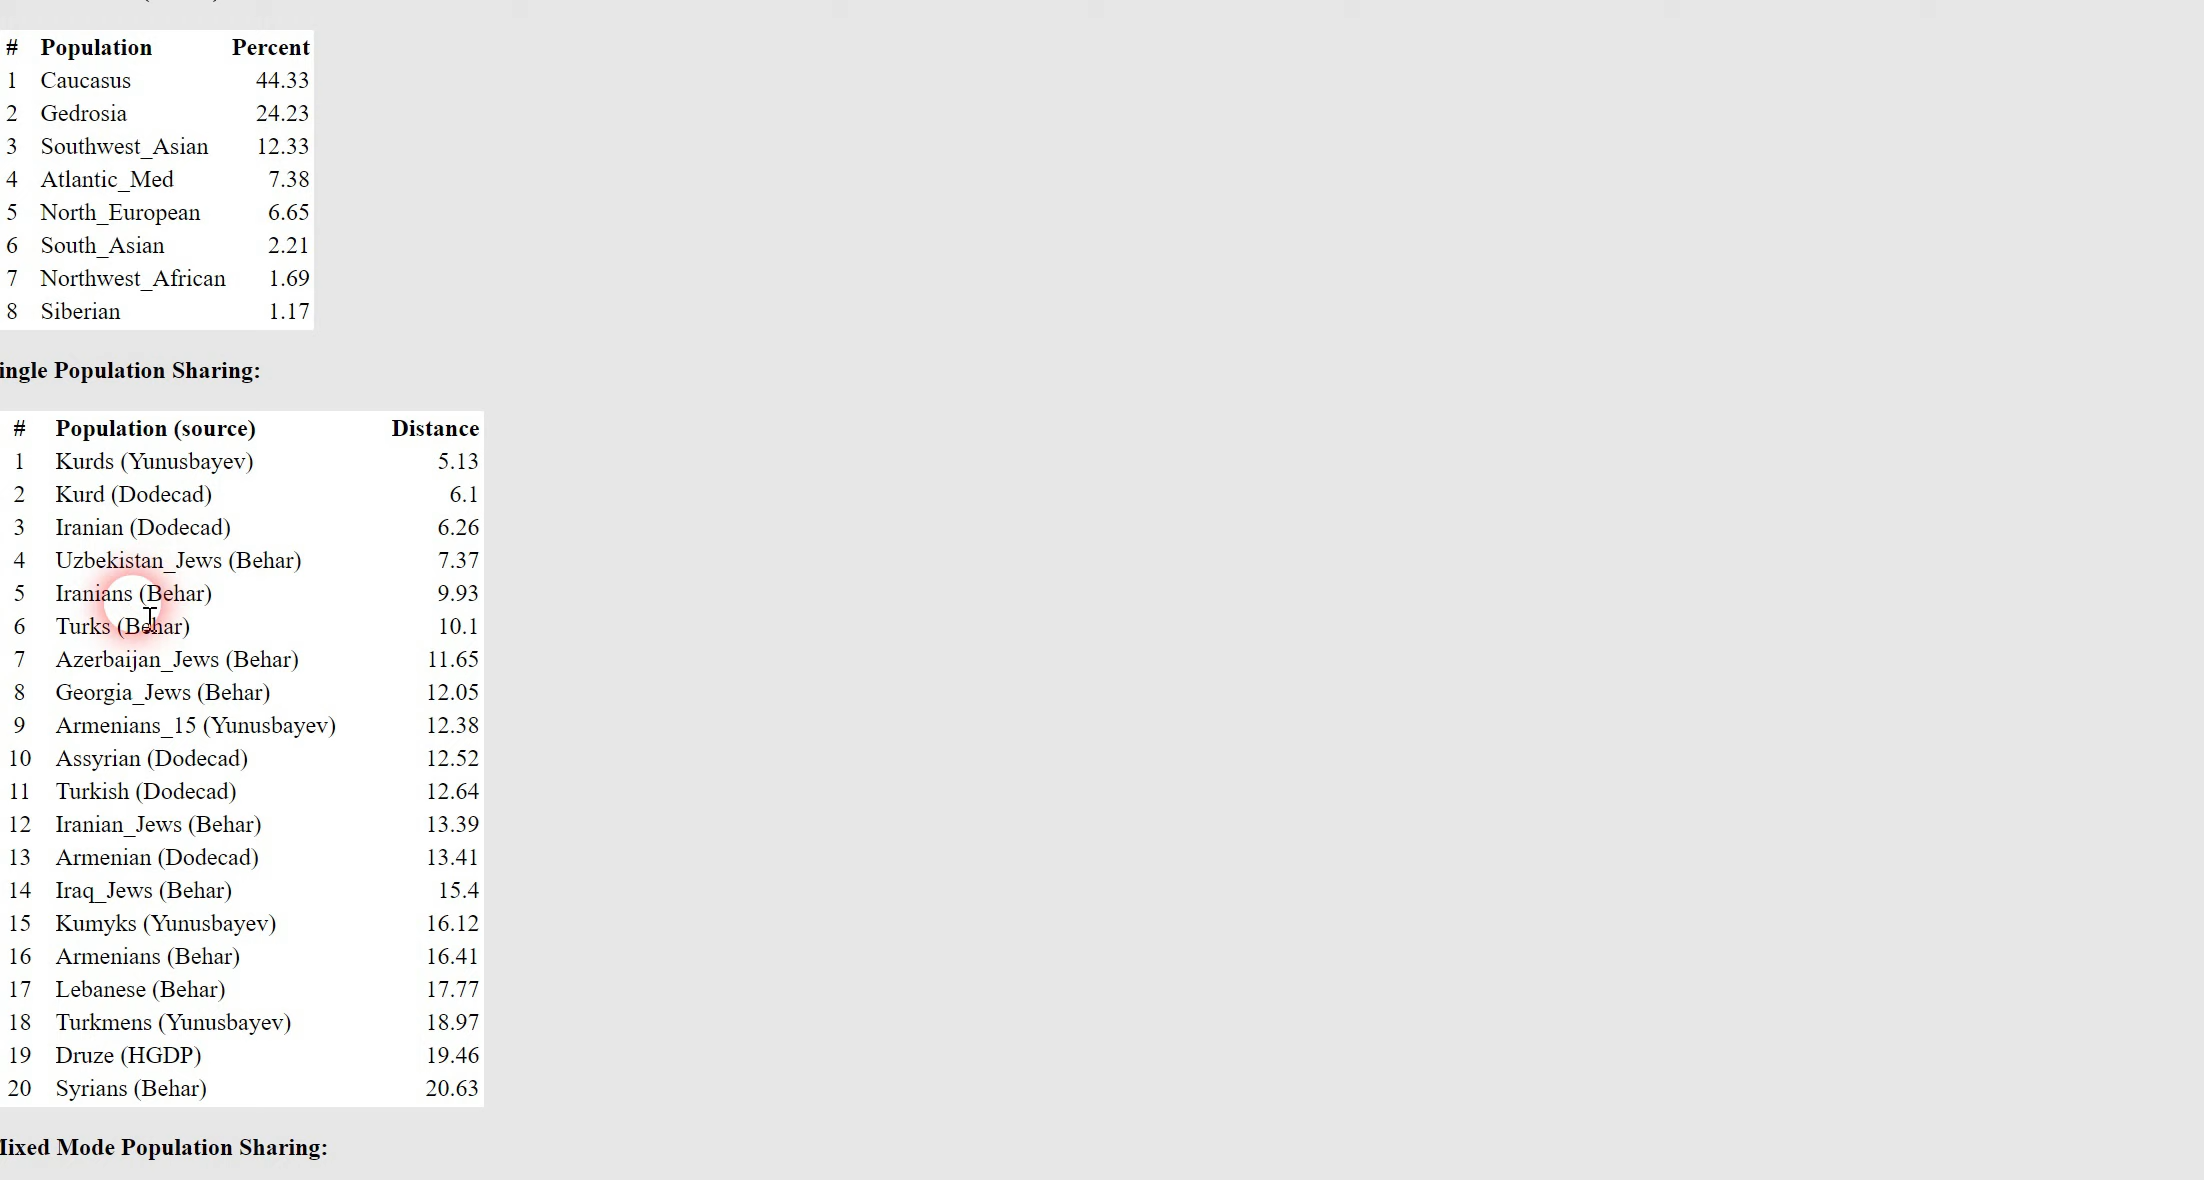 # Population Percent
1 Caucasus 44.33
2 Gedrosia 24.23
3 Southwest_Asian 12.33
4 Atlantic_Med 7.38
5 North_European 6.65
6 South_Asian 2.21
7 Northwest_African 1.69
8 Siberian 1.17
ingle Population Sharing:
# Population (source) Distance
1 Kurds (Yunusbayev) 5.13
2 Kurd (Dodecad) 6.1
3 Iranian (Dodecad) 6.26
4 Uzbekistan_Jews (Behar) 7.37
5 Iranians (Behar) 9.93
6 Turks (Behar) 10.1
7 Azerbaijan_Jews (Behar) 11.65
8 Georgia_Jews (Behar) 12.05
9 Armenians_15 (Yunusbayev) 12.38
10 Assyrian (Dodecad) 12.52
11 Turkish (Dodecad) 12.64
12 Iranian_Jews (Behar) 13.39
13 Armenian (Dodecad) 13.41
14 Iraq_Jews (Behar) 15.4
15 Kumyks (Yunusbayev) 16.12
16 Armenians (Behar) 16.41
17 Lebanese (Behar) 17.77
18 Turkmens (Yunusbayev) 18.97
19 Druze (HGDP) 19.46
20 Syrians (Behar) 20.63
ixed Mode Population Sharing: